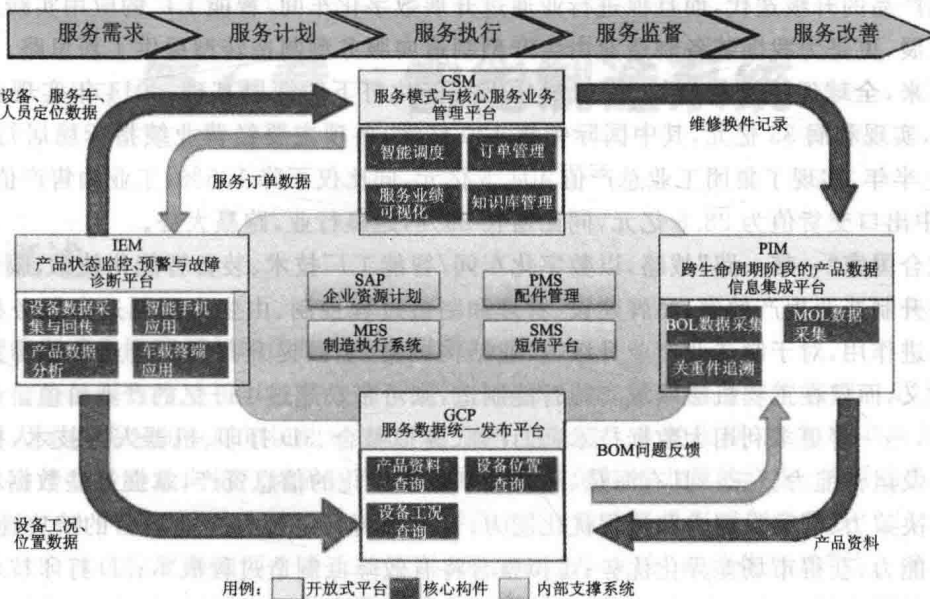 服务需求
服务计划
服务执行
服务监督
服务改善
设备、服务车、
人员定位数据
CSM
服务模式与核心服务业务
管理平台
智能调度
订单管理
服务业绩
可视化
知识库管理
维修换件记录
服务订单数据
IEM
产品状态监控、预警与故障
诊断平台
设备数据采
集与回传
智能手机
应用
产品数据
分析
车载终端
应用
SAP
企业资源计划
PMS
配件管理
MES
制造执行系统
SMS
短信平台
PIM
跨生命周期阶段的产品数据
信息集成平台
BOL数据采集
MOL数据
采集
关重件追溯
GCP
服务数据统一发布平台
产品资料
查询
设备位置
查询
设备工况
查询
BOM问题反馈
设备工况、
位置数据
产品资料
用例:
开放式平台
核心构件
内部支撑系统